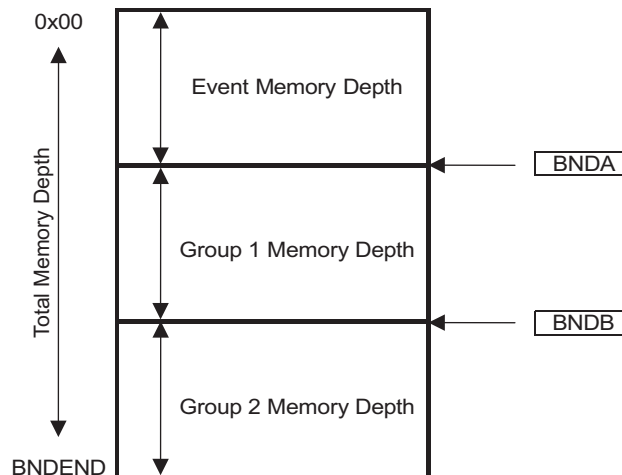 0x00
Event Memory Depth
BNDA
Total Memory Depth
Group 1 Memory Depth
BNDB
Group 2 Memory Depth
BNDEND